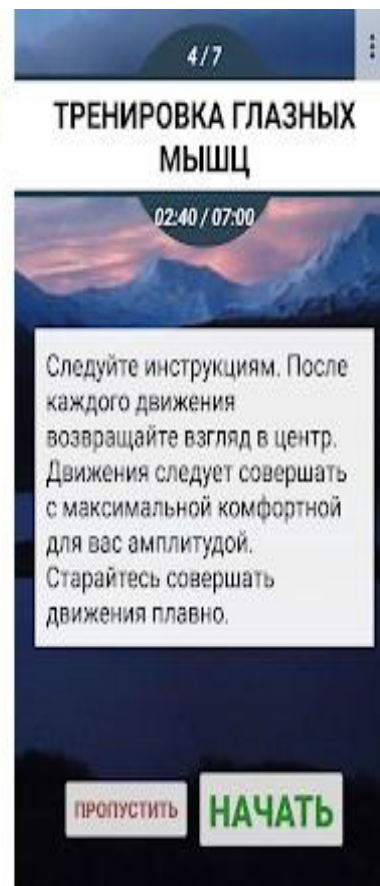 4 / 7
ТРЕНИРОВКА ГЛАЗНЫХ
МЫШЦ
02:40 / 07:00
Следуйте инструкциям. После
каждого движения
возвращайте взгляд в центр.
Движения следует совершать
с максимальной комфортной
для вас амплитудой.
Старайтесь совершать
движения плавно.
ПРОПУСТИТЬ
НАЧАТЬ